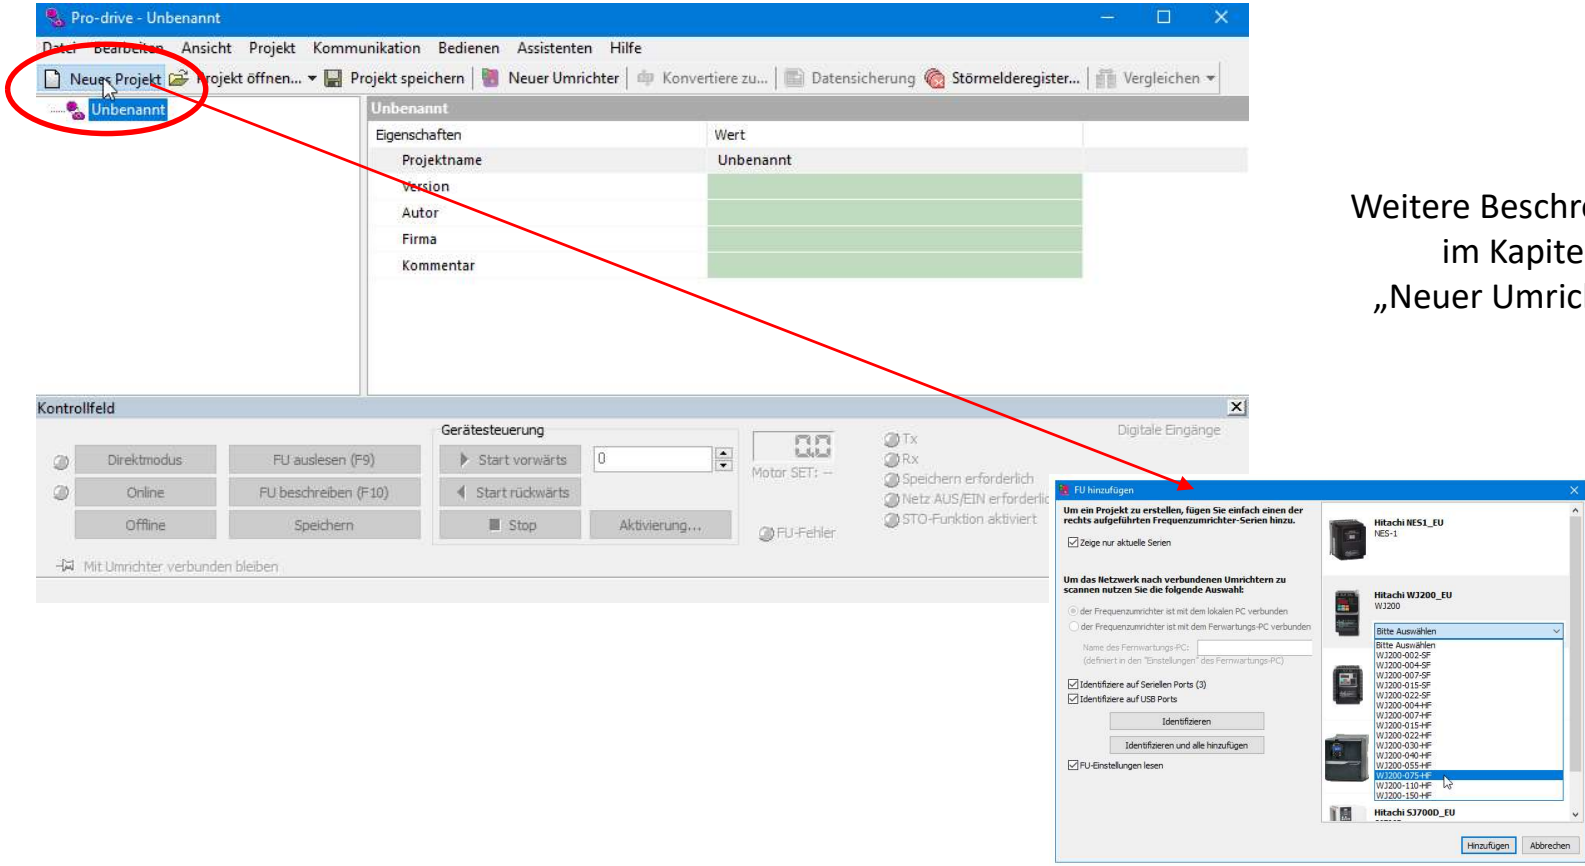 Pro-drive - Unbenannt
Datei Bearbeiten Ansicht Projekt Kommunikation Bedienen Assistenten Hilfe
Neues Projekt Projekt öffnen... Projekt speichern Neuer Umrichter Konvertiere zu... Datensicherung Störmelderegister... Vergleichen
Unbenannt
Unbenannt
Eigenschaften Wert
Projektname Unbenannt
Version
Autor
Firma
Kommentar
Weitere Beschre
im Kapite
„Neuer Umric
Kontrollfeld
Gerätesteuerung
Digitale Eingänge
Direktmodus FU auslesen (F9) Start vorwärts 0
Online FU beschreiben (F10) Start rückwärts
Offline Speichern Stop Aktivierung...
0.0
Motor SET: --
FU-Fehler
Tx
Rx
Speichern erforderlich
Netz AUS/EIN erforderlic
STO-Funktion aktiviert
Mit Umrichter verbunden bleiben
FU hinzufügen
Um ein Projekt zu erstellen, fügen Sie einfach einen der
rechts aufgeführten Frequenzumrichter-Serien hinzu.
Zeige nur aktuelle Serien
Um das Netzwerk nach verbundenen Umrichtern zu
scannen nutzen Sie die folgende Auswahl:
der Frequenzumrichter ist mit dem lokalen PC verbunden
der Frequenzumrichter ist mit dem Ferwartungs-PC verbunden
Name des Fernwartungs-PC:
(definiert in den "Einstellungen" des Fernwartungs-PC)
Identifiziere auf Seriellen Ports (3)
Identifiziere auf USB Ports
Identifizieren
Identifizieren und alle hinzufügen
FU-Einstellungen lesen
Hitachi NES1_EU
NES-1
Hitachi WJ200_EU
WJ200
Bitte Auswählen
Bitte Auswählen
WJ200-002-SF
WJ200-004-SF
WJ200-007-SF
WJ200-015-SF
WJ200-022-SF
WJ200-004-HF
WJ200-007-HF
WJ200-015-HF
WJ200-022-HF
WJ200-030-HF
WJ200-040-HF
WJ200-055-HF
WJ200-075-HF
WJ200-110-HF
WJ200-150-HF
Hitachi SJ700D_EU
Hinzufügen Abbrechen